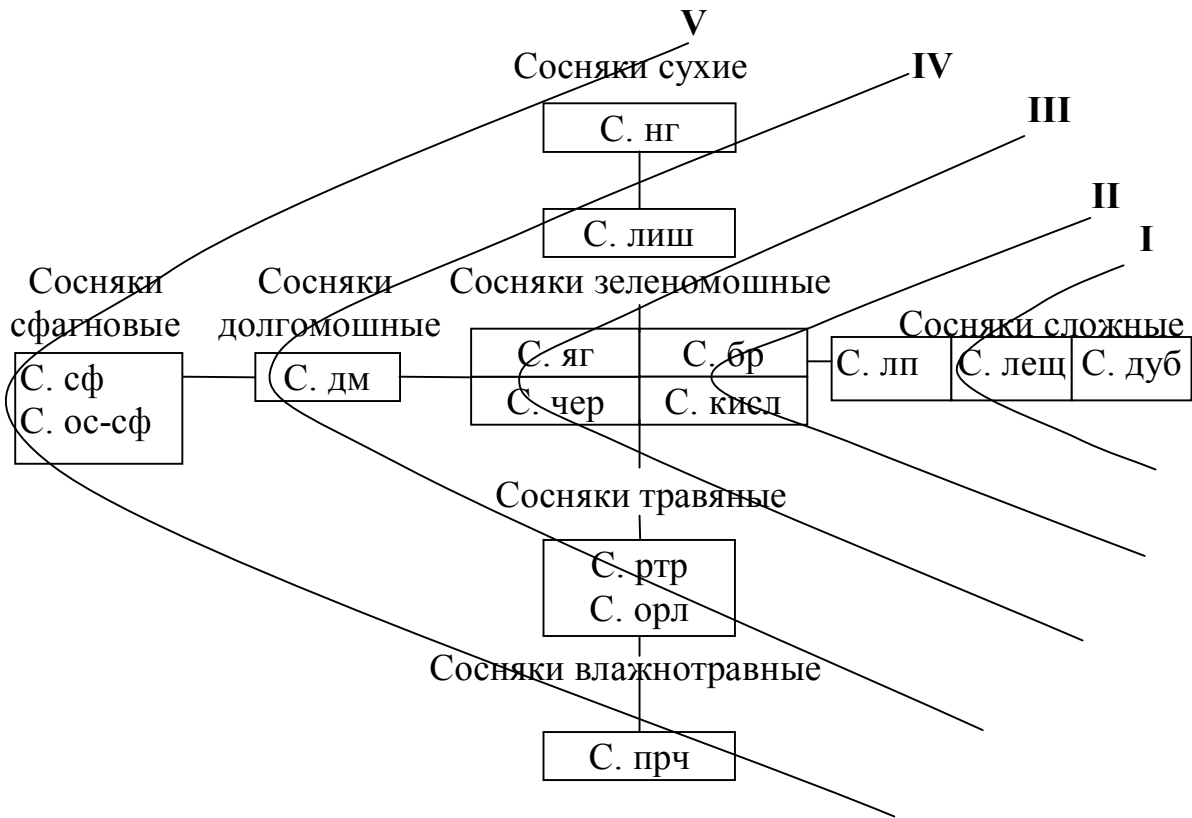 V
Сосняки сухие
IV
С. нг
III
II
С. лиш
I
Сосняки
сфагновые
Сосняки
долгомошные
Сосняки зеленомошные
Сосняки сложные
С. сф
С. ос-сф
С. дм
С. яг
С. бр
С. чер
С. кисл
С. лп
С. лещ
С. дуб
Сосняки травяные
С. ртр
С. орл
Сосняки влажнотравные
С. прч